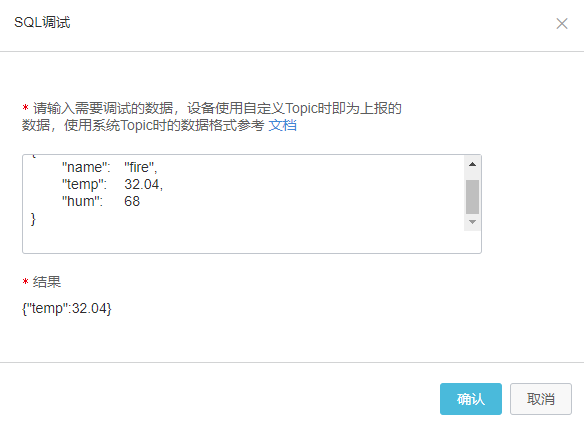 SQL调试
* 请输入需要调试的数据，设备使用自定义Topic时即为上报的
数据，使用系统Topic时的数据格式参考 文档
{
"name": "fire",
"temp": 32.04,
"hum": 68
}
* 结果
{"temp":32.04}
确认 取消